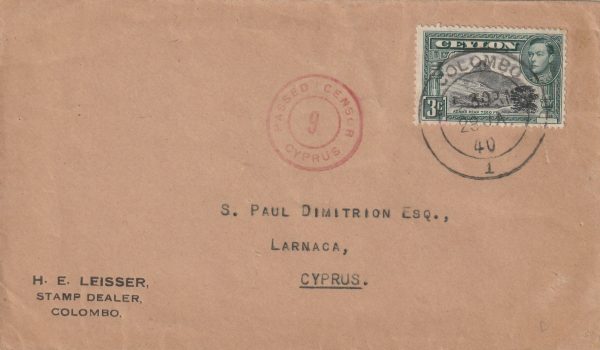 CEYLON
3c
COLOMBO
40
1
PASSED CENSOR
9
CYPRUS
S. PAUL DIMITRION ESQ.,
LARNACA,
CYPRUS.
H. E. LEISSER,
STAMP DEALER,
COLOMBO.